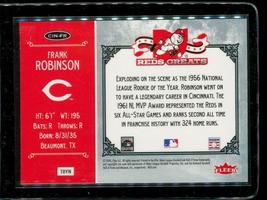 CIN-FR
FRANK
ROBINSON
HT: 6'1" WT: 195
BATS: R THROWS: R
BORN: 8/31/35
BEAUMONT, TX
REDS GREATS
EXPLODING ON THE SCENE AS THE 1956 NATIONAL
LEAGUE ROOKIE OF THE YEAR, ROBINSON WENT ON
TO HAVE A LEGENDARY CAREER IN CINCINNATI. THE
1961 NL MVP AWARD REPRESENTED THE REDS IN
SIX ALL-STAR GAMES AND RANKS SECOND ALL TIME
IN FRANCHISE HISTORY WITH 324 HOME RUNS.
FLEER